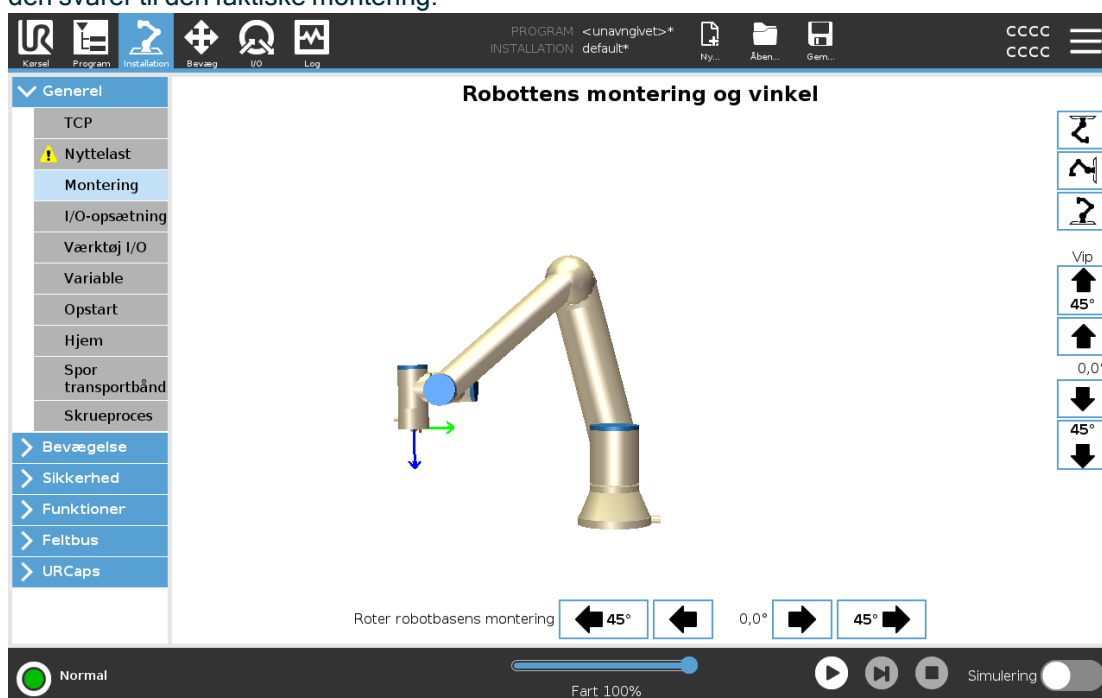 den svarer til den faktiske montering.
UR
PROGRAM <unavngivet>*
INSTALLATION default*
Kørsel Program Installation Bevæg I/O Log
Ny... Åben... Gem...
CCCC
CCCC
Generel
TCP
Nyttelast
Montering
I/O-opsætning
Værktøj I/O
Variable
Opstart
Hjem
Spor
transportbånd
Skrueproces
Bevægelse
Sikkerhed
Funktioner
Feltbus
URCaps
Robottens montering og vinkel
Vip
45°
0,0°
45°
Roter robotbasens montering 45° 0,0° 45°
Normal
Fart 100%
Simulering